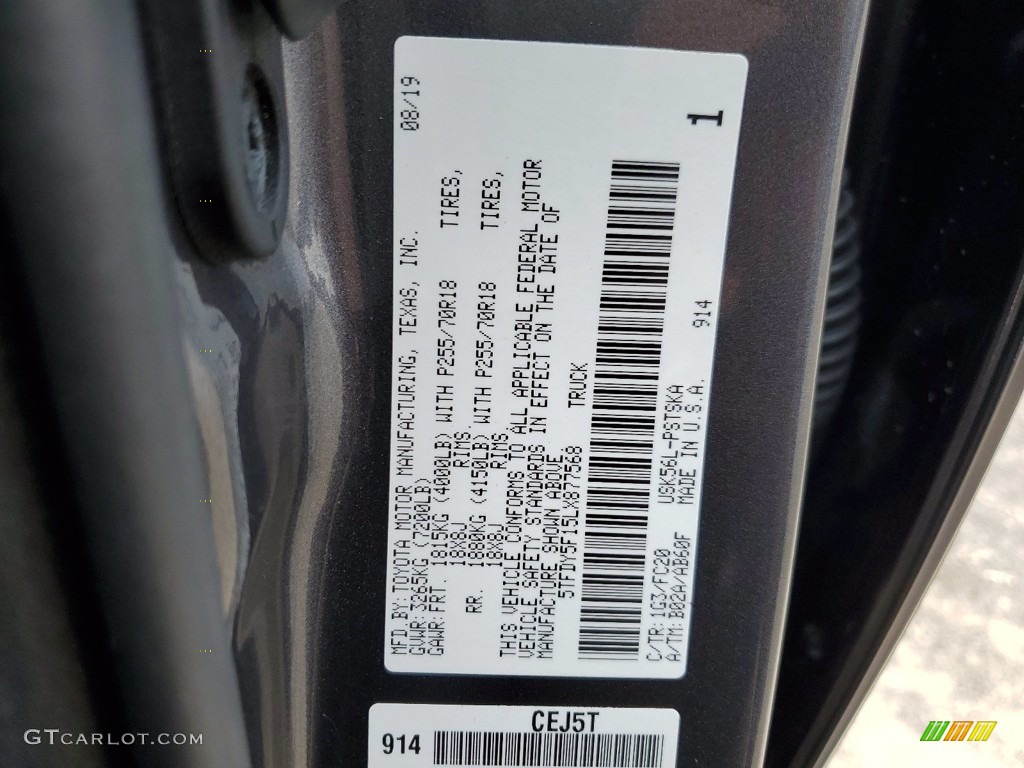 MFD BY:TOYOTA MOTOR MANUFACTURING, TEXAS, INC. 08/19
GVWR:3265KG (7200LB)
GAWR:FRT. 1815KG (4000LB) WITH P255/70R18 TIRES,
18X8J RIMS
RR. 1880KG (4150LB) WITH P255/70R18 TIRES,
18X8J RIMS
THIS VEHICLE CONFORMS TO ALL APPLICABLE FEDERAL MOTOR
VEHICLE SAFETY STANDARDS IN EFFECT ON THE DATE OF
MANUFACTURE SHOWN ABOVE.
5TFDY5F15LX877568 TRUCK
C/TR:1G3/FC20 USK56L-PSTSKA 914
A/TM:B02A/AB60F MADE IN U.S.A.
1
CEJ5T
914
GTCARLOT.COM